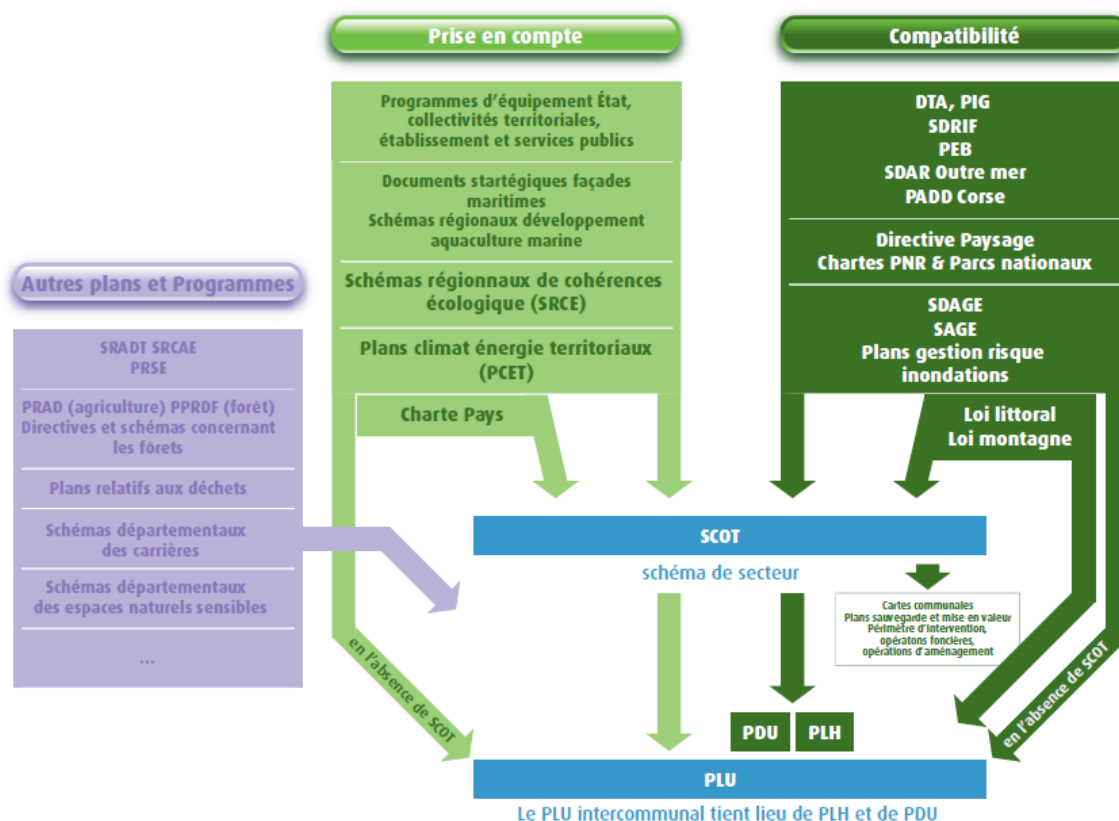 Prise en compte
Programmes d'équipement État,
collectivités territoriales,
établissement et services publics
Documents startégiques façades
maritimes
Schémas régionaux développement
aquaculture marine
Schémas régionnaux de cohérences
écologique (SRCE)
Plans climat énergie territoriaux
(PCET)
Charte Pays
Compatibilité
DTA, PIG
SDRIF
PEB
SDAR Outre mer
PADD Corse
Directive Paysage
Chartes PNR & Parcs nationaux
SDAGE
SAGE
Plans gestion risque
inondations
Loi littoral
Loi montagne
Autres plans et Programmes
SRADT SRCAE
PRSE
PRAD (agriculture) PPRDF (forêt)
Directives et schémas concernant
les fôrets
Plans relatifs aux déchets
Schémas départementaux
des carrières
Schémas départementaux
des espaces naturels sensibles
...
SCOT
schéma de secteur
Cartes communales
Plans sauvegarde et mise en valeur
Périmètre d'intervention,
opératons foncières,
opérations d'aménagement
en l'absence de SCOT
en l'absence de SCOT
PDU
PLH
PLU
Le PLU intercommunal tient lieu de PLH et de PDU